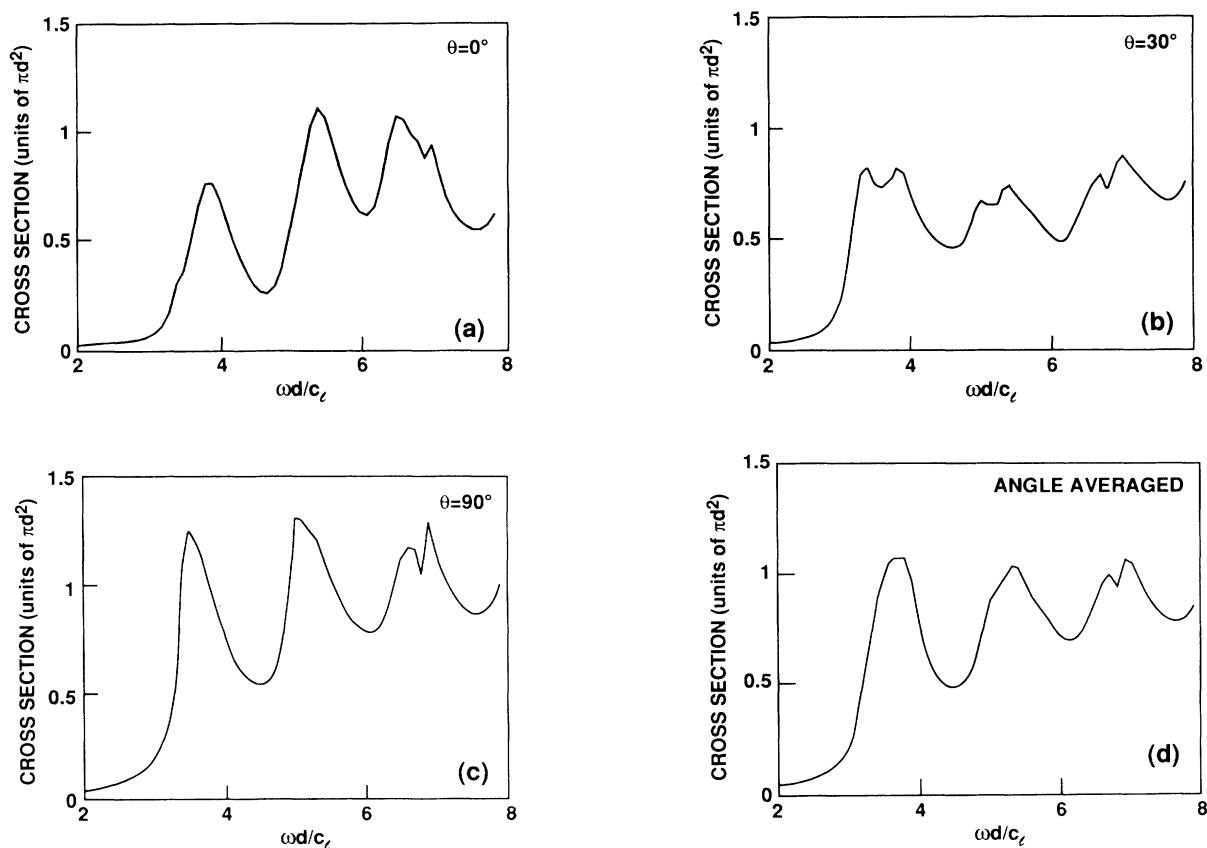 1.5
1
0.5
0
CROSS SECTION (units of πd²)
θ=0°
(a)
2 4 6 8
ωd/cℓ
1.5
1
0.5
0
CROSS SECTION (units of πd²)
θ=30°
(b)
2 4 6 8
ωd/cℓ
1.5
1
0.5
0
CROSS SECTION (units of πd²)
θ=90°
(c)
2 4 6 8
ωd/cℓ
1.5
1
0.5
0
CROSS SECTION (units of πd²)
ANGLE AVERAGED
(d)
2 4 6 8
ωd/cℓ